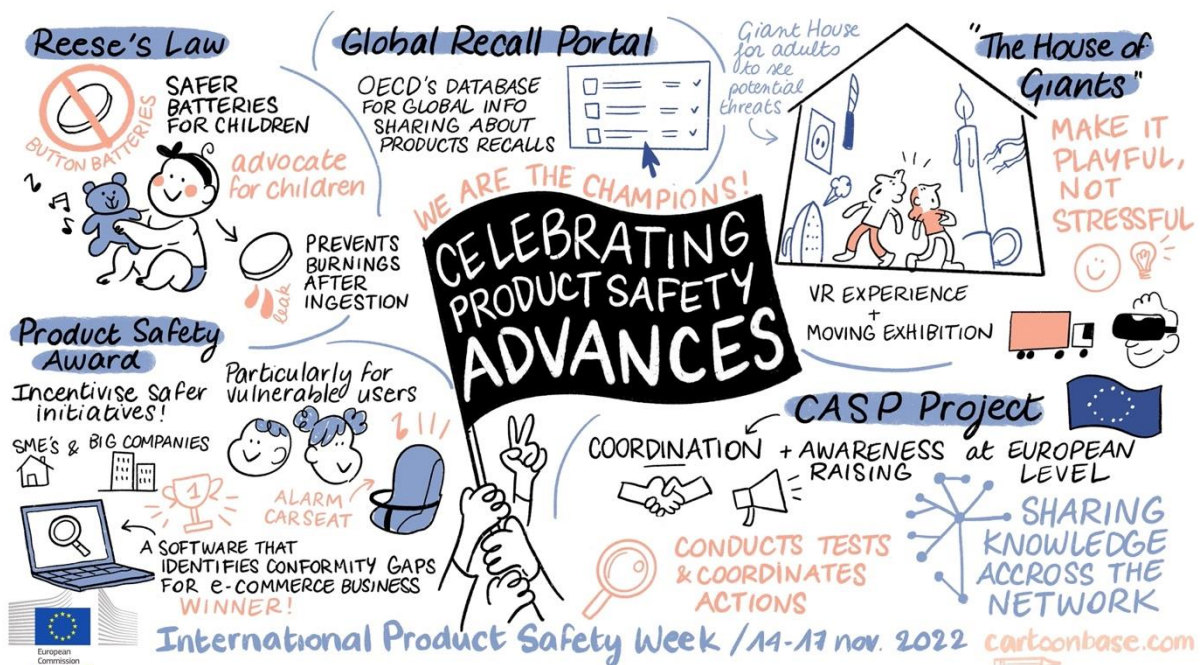 Reese's Law
SAFER
BATTERIES
FOR CHILDREN
BUTTON BATTERIES
advocate
for children
PREVENTS
BURNINGS
AFTER
INGESTION
leak
Global Recall Portal
OECD'S DATABASE
FOR GLOBAL INFO
SHARING ABOUT
PRODUCTS RECALLS
Giant House
for adults
to see
potential
threats
"The House of
Giants"
MAKE IT
PLAYFUL,
NOT
STRESSFUL
VR EXPERIENCE
+
MOVING EXHIBITION
WE ARE THE CHAMPIONS!
CELEBRATING
PRODUCT SAFETY
ADVANCES
Product Safety
Award
Incentivise safer
initiatives!
SME'S & BIG COMPANIES
Particularly for
vulnerable users
1
ALARM
CARSEAT
A SOFTWARE THAT
IDENTIFIES CONFORMITY GAPS
FOR e-COMMERCE BUSINESS
WINNER!
CASP Project
COORDINATION + AWARENESS at EUROPEAN
RAISING LEVEL
CONDUCTS TESTS
& COORDINATES
ACTIONS
SHARING
KNOWLEDGE
ACCROSS THE
NETWORK
European
Commission
International Product Safety Week / 14-17 nov. 2022 cartoonbase.com